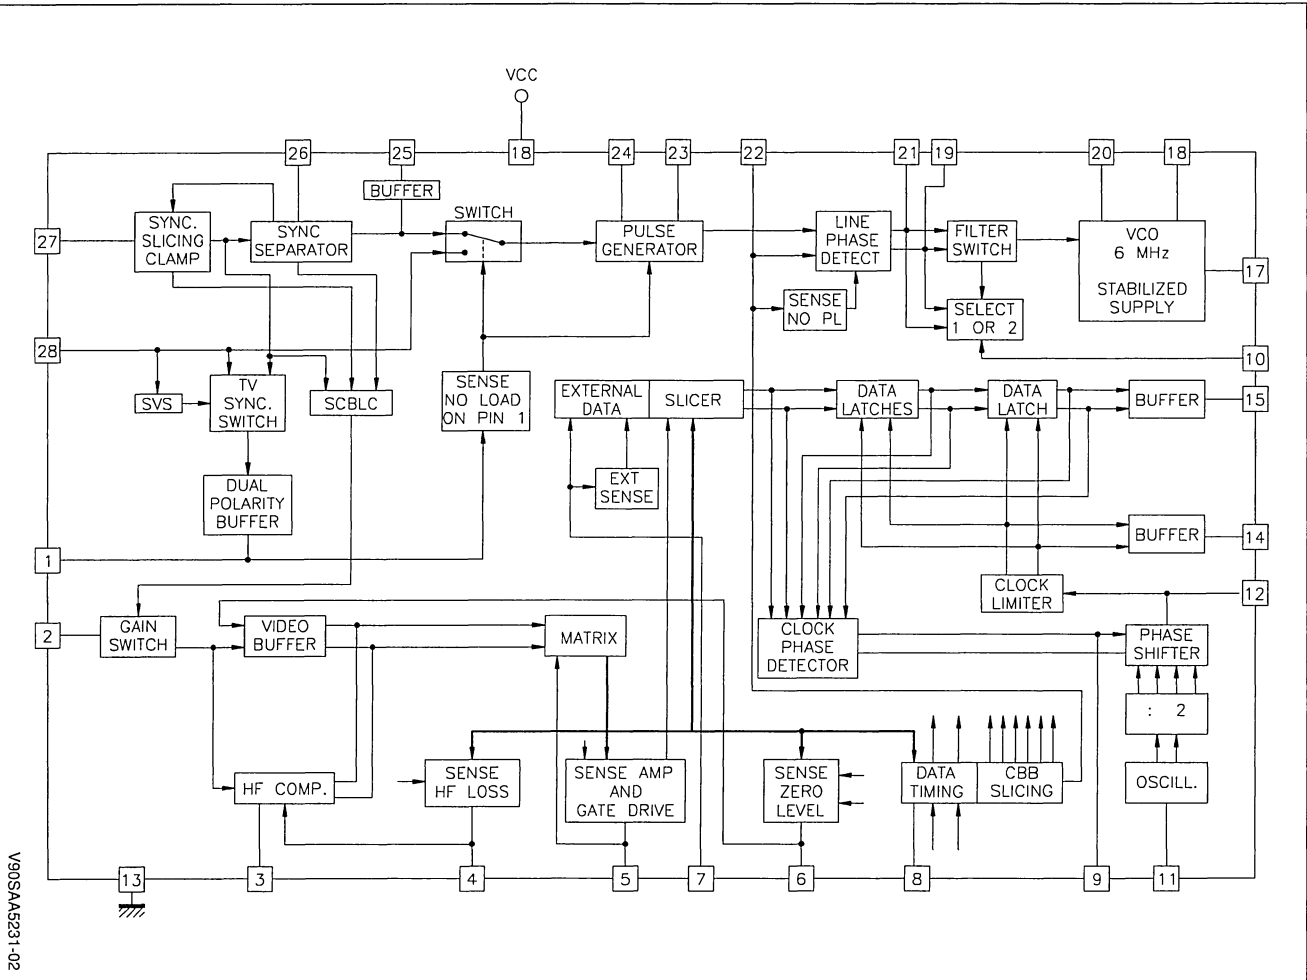 VCC
26
25
18
24
23
22
21
19
20
18
BUFFER
SWITCH
27
SYNC.
SLICING
CLAMP
SYNC
SEPARATOR
PULSE
GENERATOR
LINE
PHASE
DETECT
FILTER
SWITCH
VCO
6 MHz
STABILIZED
SUPPLY
17
SENSE
NO PL
SELECT
1 OR 2
28
10
SVS
TV
SYNC.
SWITCH
SCBLC
SENSE
NO LOAD
ON PIN 1
EXTERNAL
DATA
SLICER
DATA
LATCHES
DATA
LATCH
BUFFER
15
EXT
SENSE
DUAL
POLARITY
BUFFER
BUFFER
14
1
CLOCK
LIMITER
12
2
GAIN
SWITCH
VIDEO
BUFFER
MATRIX
CLOCK
PHASE
DETECTOR
PHASE
SHIFTER
: 2
HF COMP.
SENSE
HF LOSS
SENSE AMP
AND
GATE DRIVE
SENSE
ZERO
LEVEL
DATA
TIMING
CBB
SLICING
OSCILL.
13
3
4
5
7
6
8
9
11
V90SAA5231-02